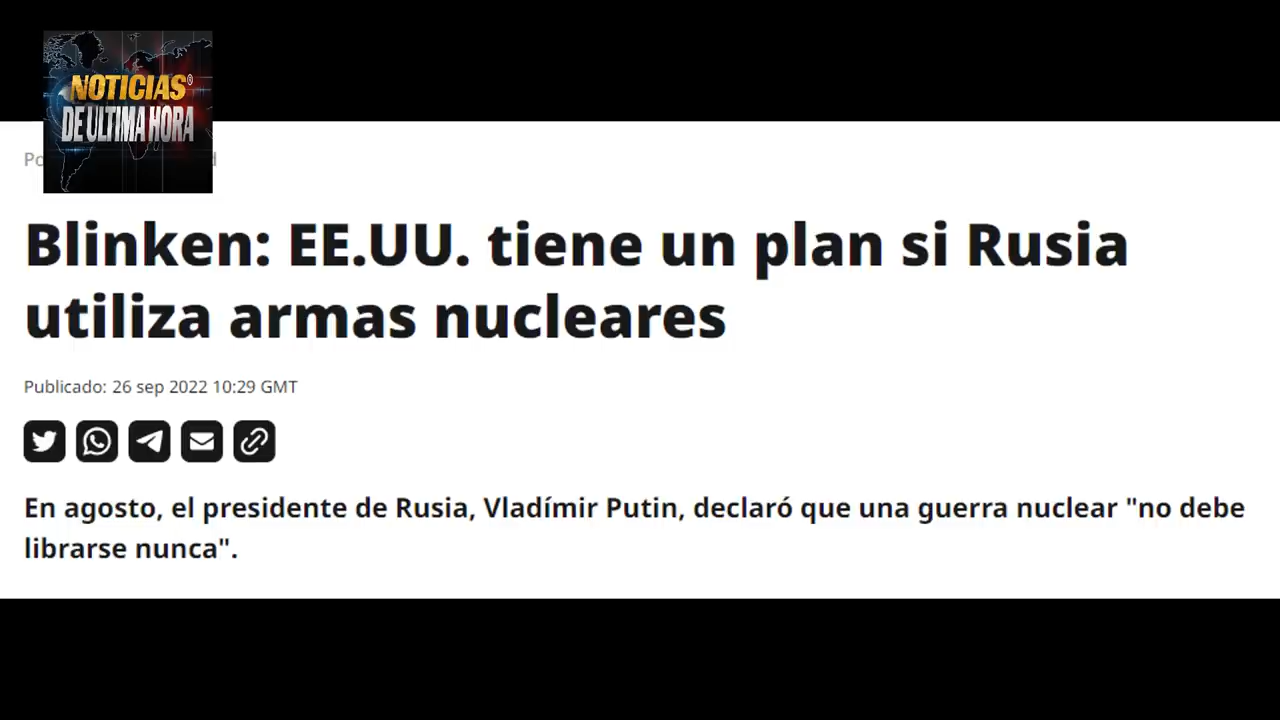 NOTICIAS®
DE ULTIMA HORA
Blinken: EE.UU. tiene un plan si Rusia
utiliza armas nucleares
Publicado: 26 sep 2022 10:29 GMT
En agosto, el presidente de Rusia, Vladímir Putin, declaró que una guerra nuclear "no debe
librarse nunca".